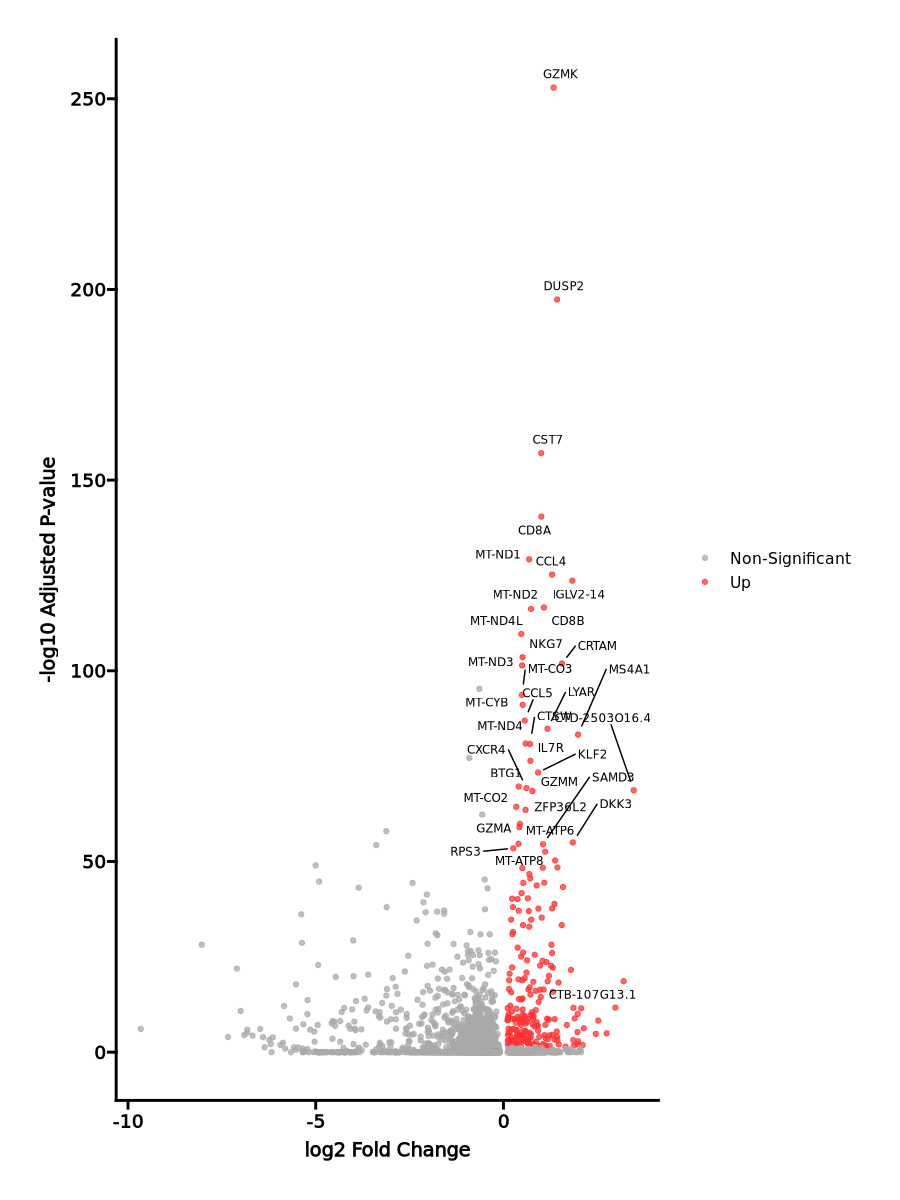 GZMK
250
DUSP2
200
CST7
150
CD8A
MT-ND1
CCL4
MT-ND2
IGLV2-14
MT-ND4L
CD8B
NKG7
CRTAM
MT-ND3
MT-CO3
MS4A1
100
CCL5
LYAR
MT-CYB
CTSW
CTD-2503O16.4
MT-ND4
IL7R
CXCR4
KLF2
BTG1
GZMM
SAMD3
MT-CO2
ZFP36L2
DKK3
GZMA
MT-ATP6
RPS3
MT-ATP8
50
CTB-107G13.1
0
-log10 Adjusted P-value
-10
-5
0
log2 Fold Change
Non-Significant
Up